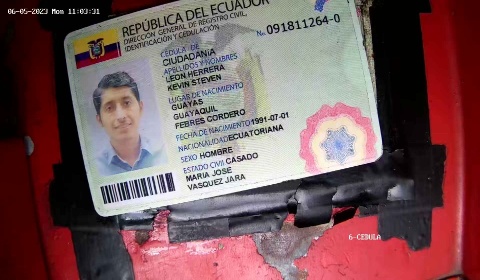 06-05-2023 Mon 11:03:31
REPÚBLICA DEL ECUADOR
DIRECCIÓN GENERAL DE REGISTRO CIVIL,
IDENTIFICACIÓN Y CEDULACIÓN
CÉDULA DE
CIUDADANÍA
No. 091811264-0
APELLIDOS Y NOMBRES
LEON HERRERA
KEVIN STEVEN
LUGAR DE NACIMIENTO
GUAYAS
GUAYAQUIL
FEBRES CORDERO
FECHA DE NACIMIENTO 1991-07-01
NACIONALIDAD ECUATORIANA
SEXO HOMBRE
ESTADO CIVIL CASADO
MARIA JOSE
VASQUEZ JARA
6-CEDULA